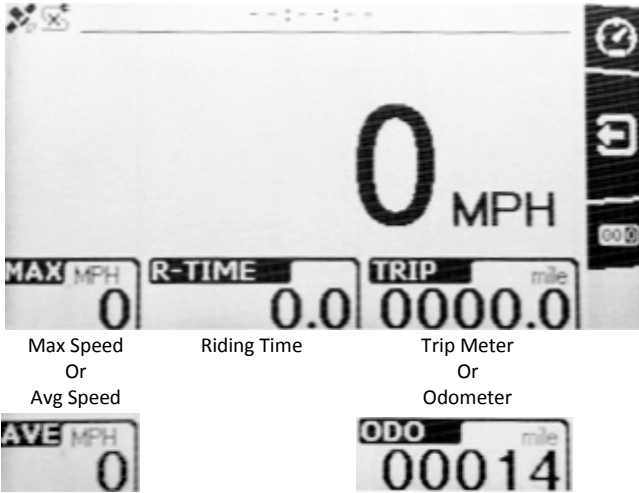 --:--:--
0 MPH
000
MAX MPH R-TIME TRIP mile
0 0.0 0000.0
Max Speed Riding Time Trip Meter
Or Or
Avg Speed Odometer
AVE MPH ODO mile
0 00014